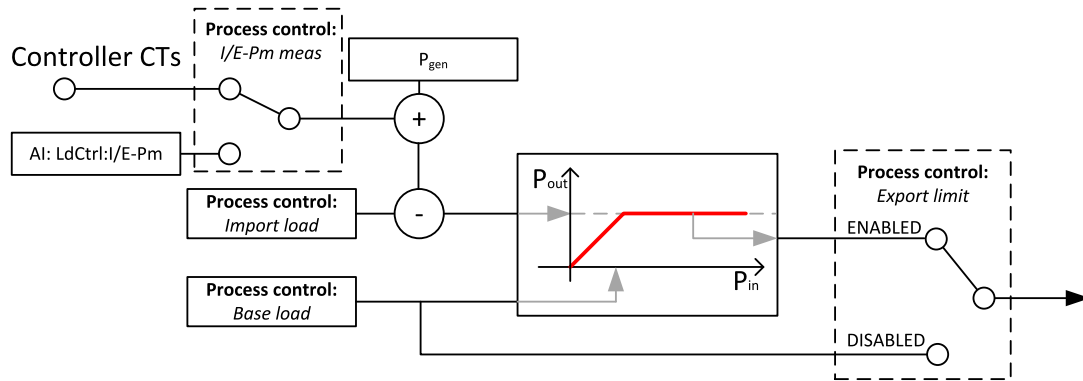 Process control:
I/E-Pm meas
Controller CTs
Pgen
+
AI: LdCtrl:I/E-Pm
Process control:
Import load
-
Pout
Pin
Process control:
Export limit
ENABLED
Process control:
Base load
DISABLED